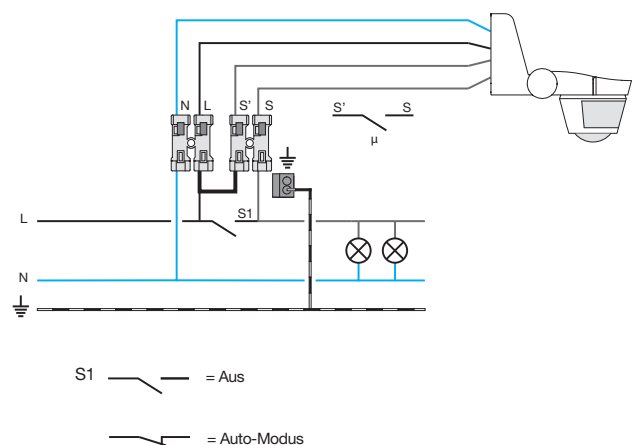 N L S' S
S' S
µ
L S1
N
S1 = Aus
= Auto-Modus